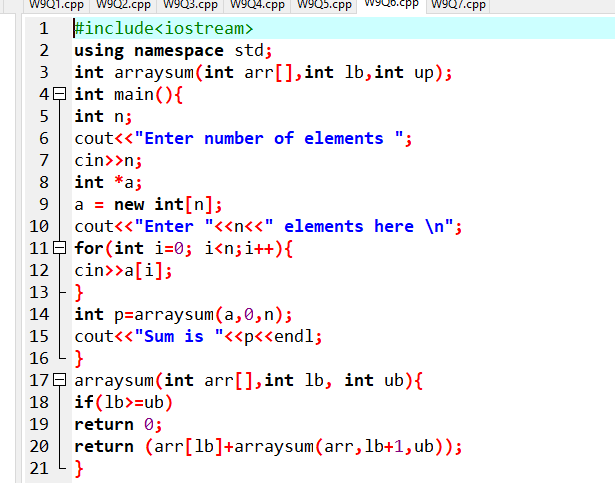 W9Q1.cpp W9Q2.cpp W9Q3.cpp W9Q4.cpp W9Q5.cpp W9Q6.cpp W9Q7.cpp
1 #include<iostream>
2 using namespace std;
3 int arraysum(int arr[],int lb,int up);
4 int main(){
5 int n;
6 cout<<"Enter number of elements ";
7 cin>>n;
8 int *a;
9 a = new int[n];
10 cout<<"Enter "<<n<<" elements here \n";
11 for(int i=0; i<n;i++){
12 cin>>a[i];
13 }
14 int p=arraysum(a,0,n);
15 cout<<"Sum is "<<p<<endl;
16 }
17 arraysum(int arr[],int lb, int ub){
18 if(lb>=ub)
19 return 0;
20 return (arr[lb]+arraysum(arr,lb+1,ub));
21 }